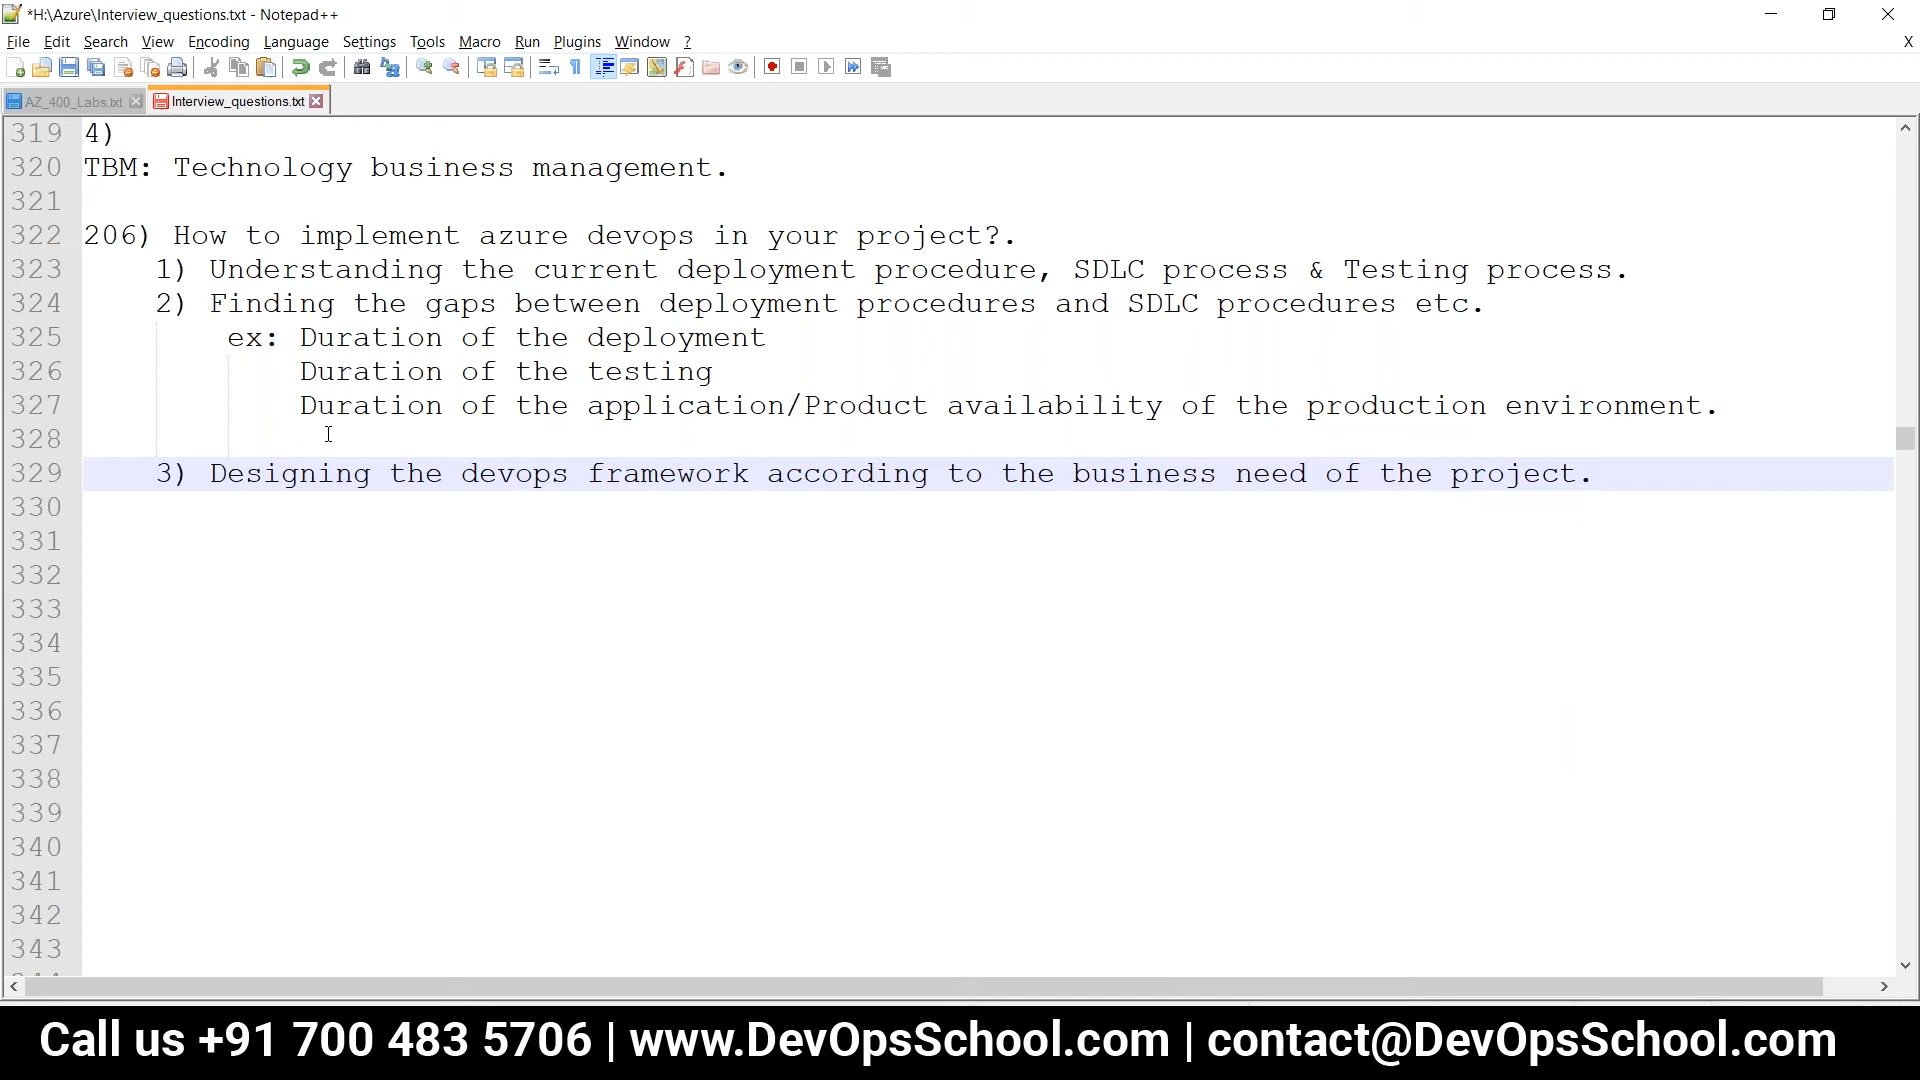 *H:\Azure\Interview_questions.txt - Notepad++
File Edit Search View Encoding Language Settings Tools Macro Run Plugins Window ? X
AZ_400_Labs.txt Interview_questions.txt
319 4)
320 TBM: Technology business management.
321
322 206) How to implement azure devops in your project?.
323 1) Understanding the current deployment procedure, SDLC process & Testing process.
324 2) Finding the gaps between deployment procedures and SDLC procedures etc.
325 ex: Duration of the deployment
326 Duration of the testing
327 Duration of the application/Product availability of the production environment.
328
329 3) Designing the devops framework according to the business need of the project.
330
331
332
333
334
335
336
337
338
339
340
341
342
343
Call us +91 700 483 5706 | www.DevOpsSchool.com | contact@DevOpsSchool.com